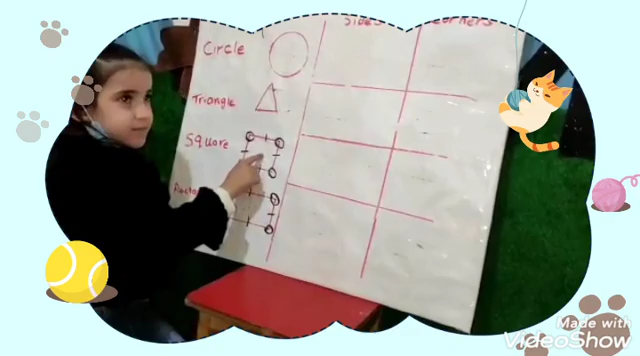 Sides Corners
Circle
Triangle
Square
Made with
VideoShow